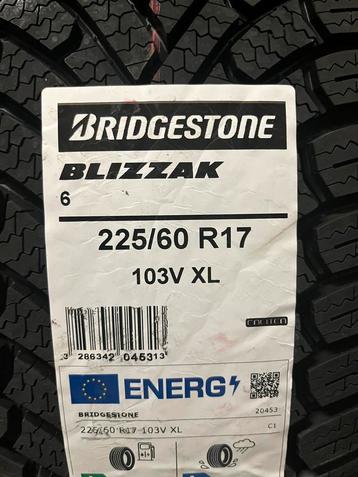 BRIDGESTONE
BLIZZAK
6
225/60 R17
103V XL
ENLITEN
3 286342 045313
ENERG
BRIDGESTONE
20453
225/60 R17 103V XL
C1